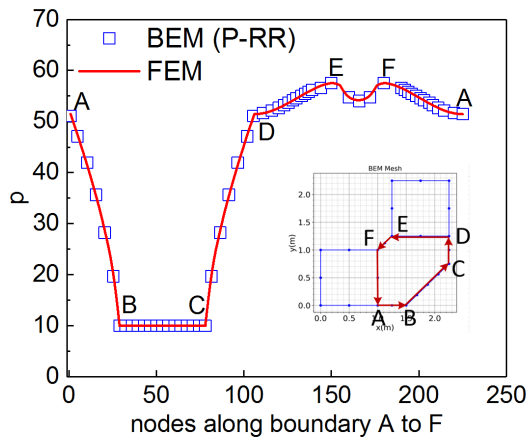 70
60
50
40
30
20
10
0
p
BEM (P-RR)
FEM
A
B
C
D
E
F
A
BEM Mesh
2.0
1.5
1.0
0.5
0.0
y(m)
F
E
D
C
A
B
0.0
0.5
1.0
1.5
2.0
x(m)
0
50
100
150
200
250
nodes along boundary A to F